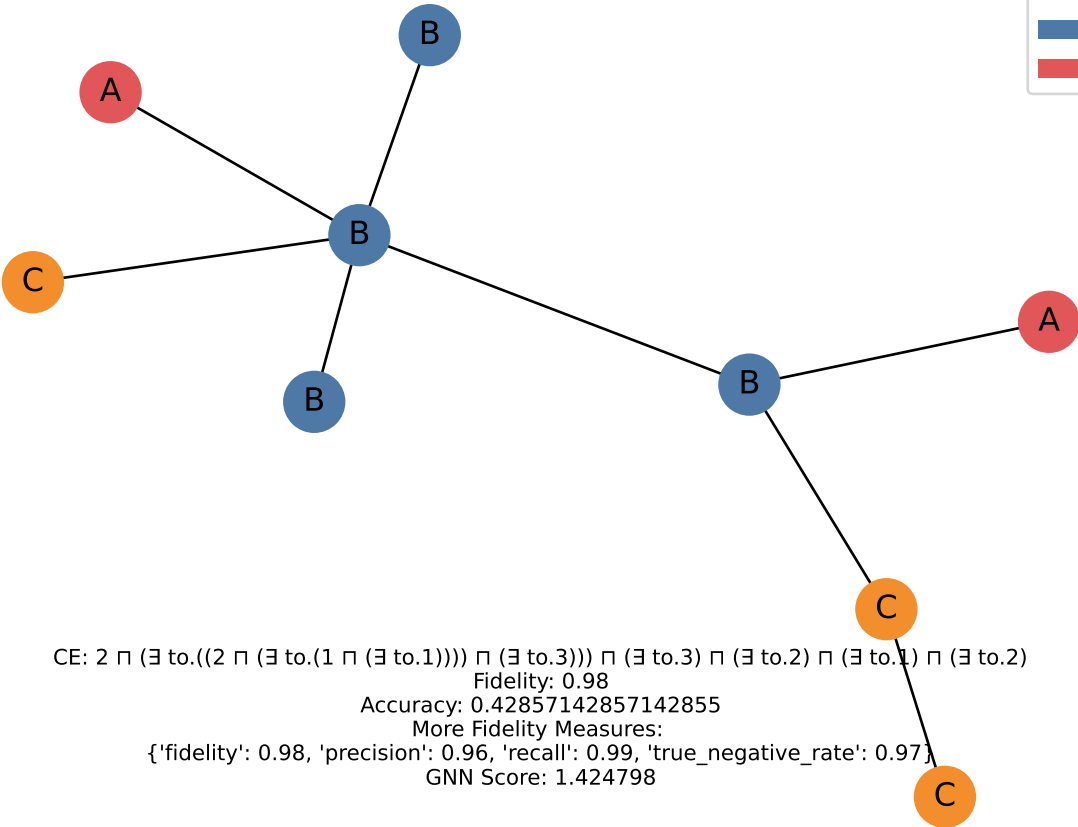 B
A
B
C
A
B
B
C
CE: 2 ⊓ (∃ to.((2 ⊓ (∃ to.(1 ⊓ (∃ to.1)))) ⊓ (∃ to.3))) ⊓ (∃ to.3) ⊓ (∃ to.2) ⊓ (∃ to.1) ⊓ (∃ to.2)
Fidelity: 0.98
Accuracy: 0.42857142857142855
More Fidelity Measures:
{'fidelity': 0.98, 'precision': 0.96, 'recall': 0.99, 'true_negative_rate': 0.97}
GNN Score: 1.424798
C